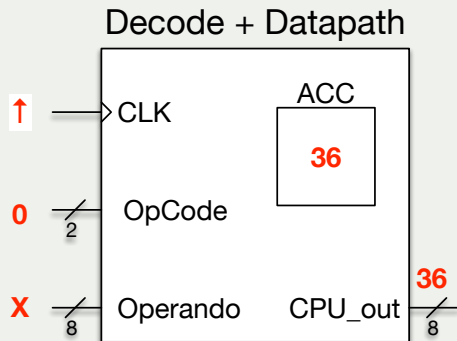 Decode + Datapath
↑ CLK
ACC
36
0 2 OpCode
X 8 Operando
CPU_out 36 8